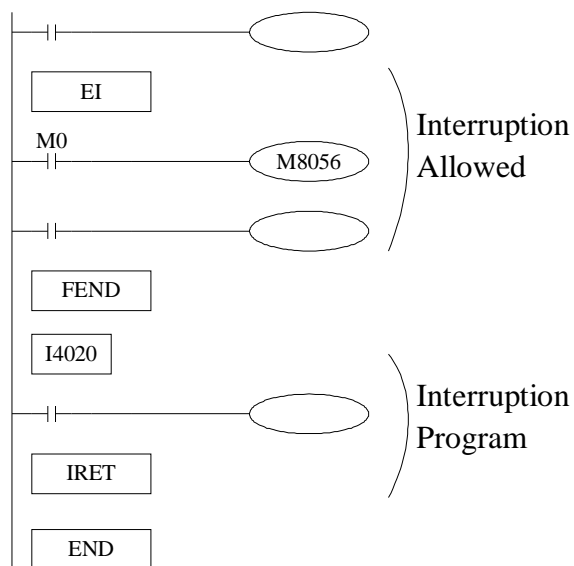 EI
M0
M8056
Interruption
Allowed
FEND
I4020
Interruption
Program
IRET
END